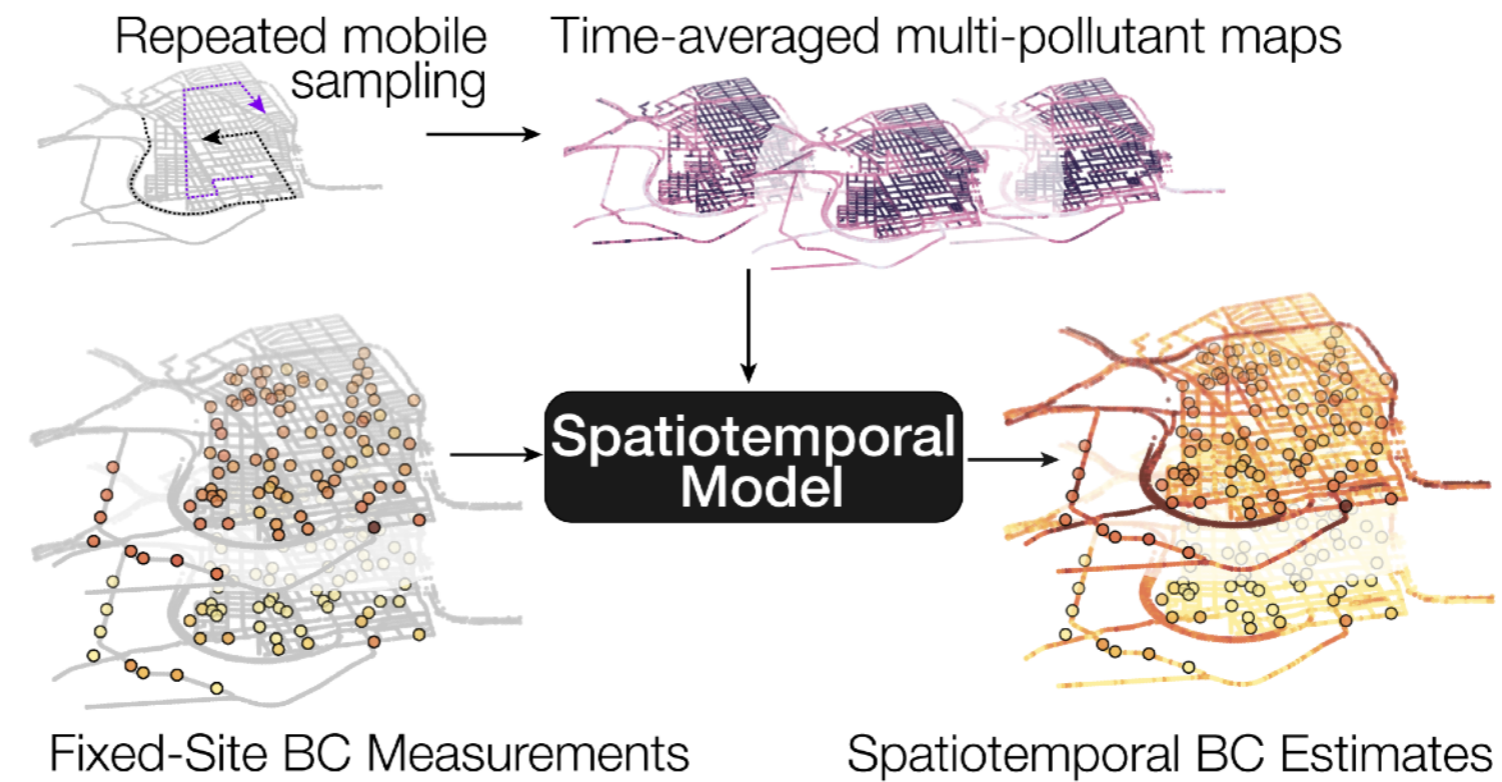 Repeated mobile
sampling
Time-averaged multi-pollutant maps
Spatiotemporal
Model
Fixed-Site BC Measurements
Spatiotemporal BC Estimates